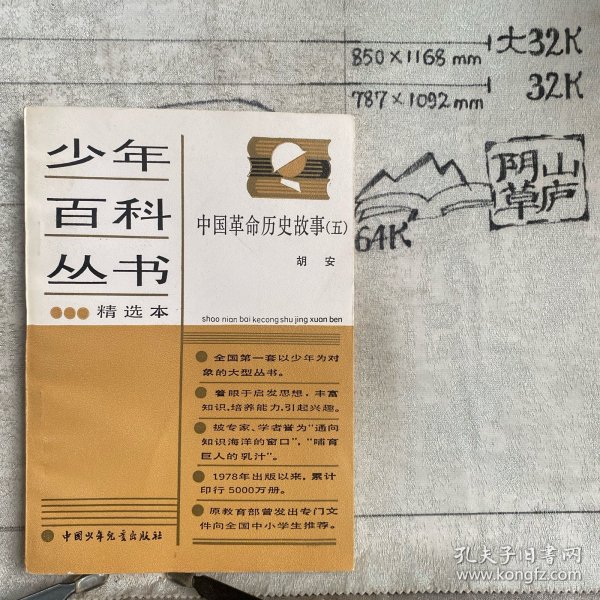 850×1168 mm 大32K
787×1092 mm 32K
64K
阴山
草庐
少年
百科
丛书
精选本
中国革命历史故事(五)
胡安
shao nian bai ke cong shu jing xuan ben
全国第一套以少年为对
象的大型丛书。
着眼于启发思想,丰富
知识,培养能力,引起兴趣。
被专家、学者誉为“通向
知识海洋的窗口”,“哺育
巨人的乳汁”。
1978年出版以来,累计
印行5000万册。
原教育部曾发出专门文
件向全国中小学生推荐。
中国少年儿童出版社
孔夫子旧书网
www.kongfz.com